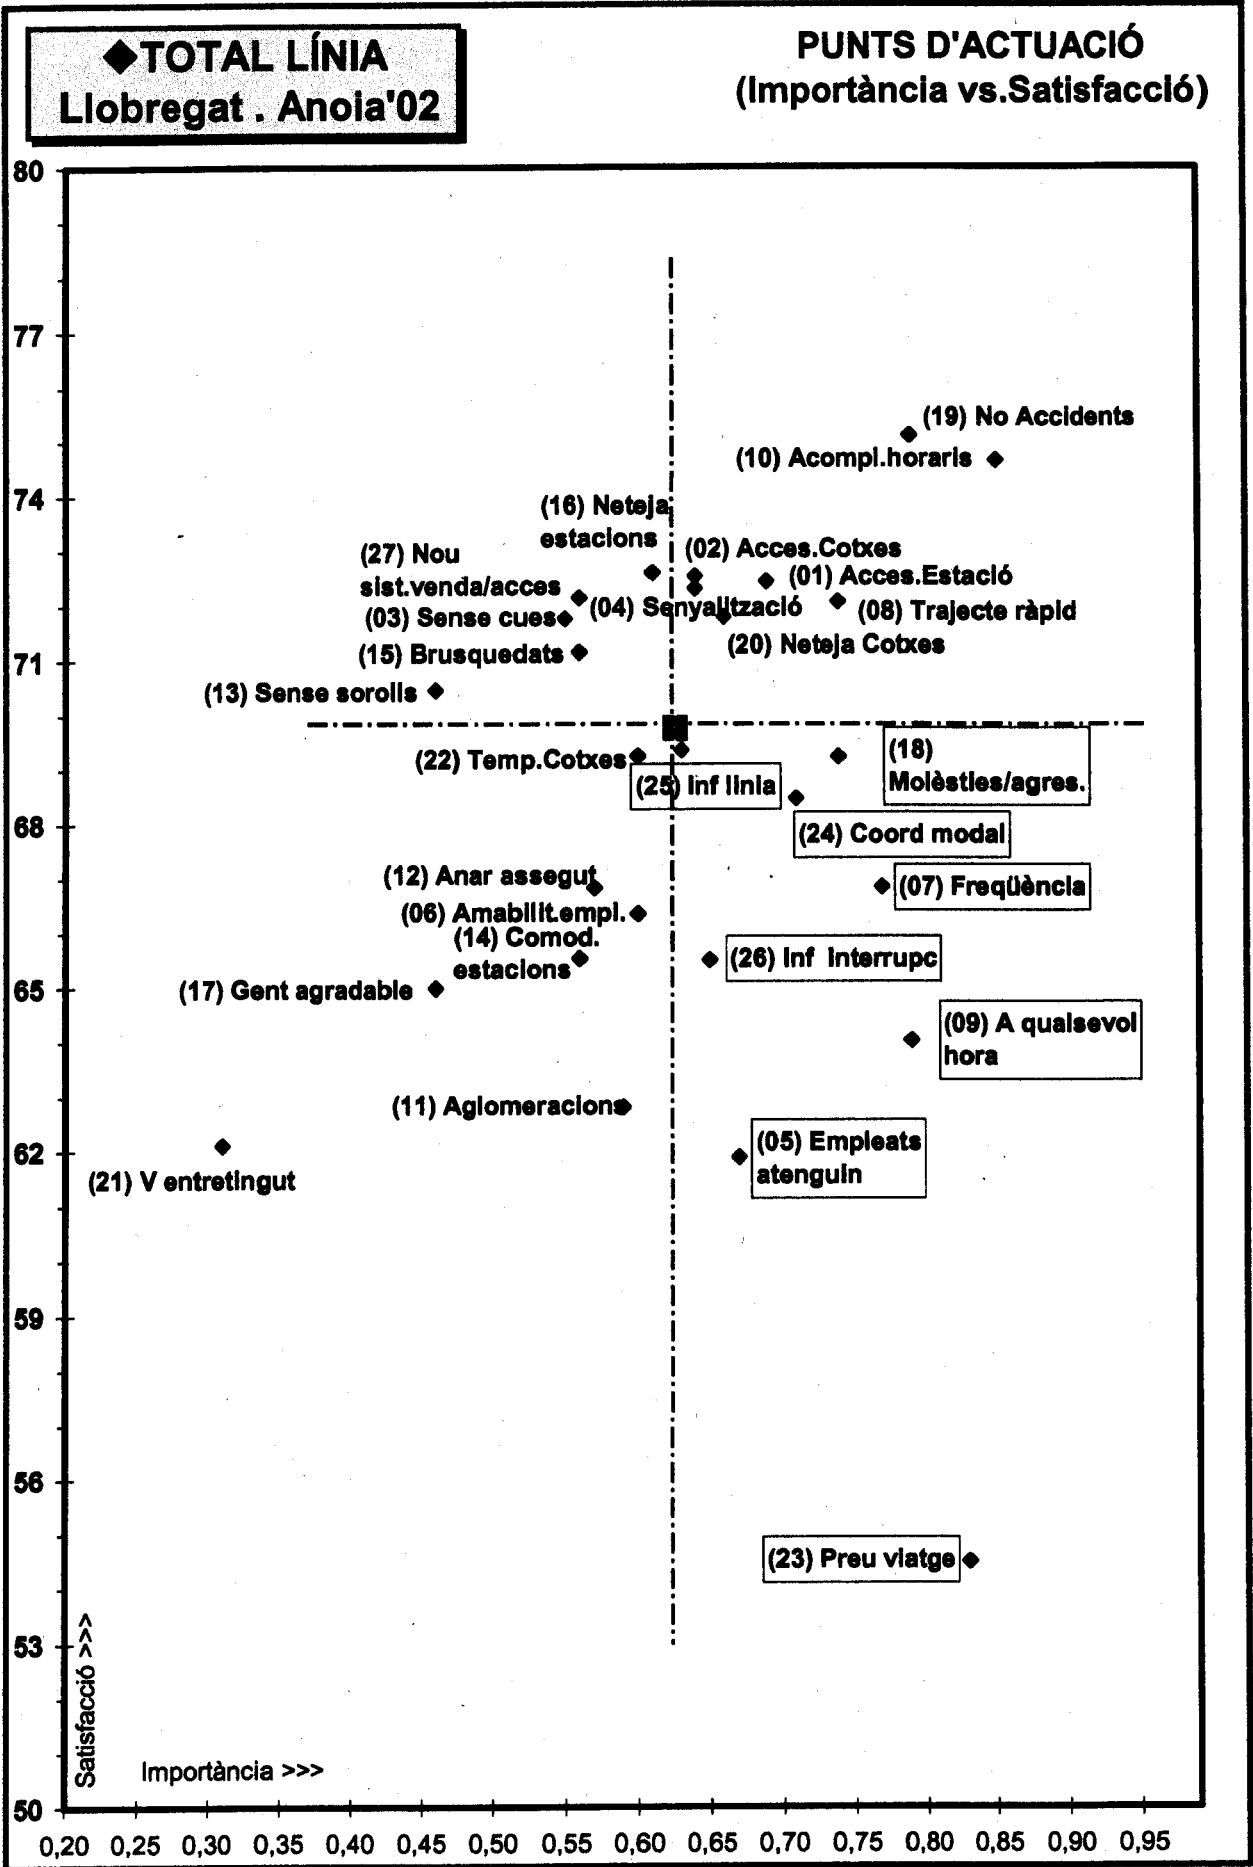 ◆TOTAL LÍNIA
Llobregat . Anoia'02
PUNTS D'ACTUACIÓ
(Importància vs.Satisfacció)
80
77
74
71
68
65
62
59
56
53
50
(19) No Accidents
(10) Acompl.horaris
(16) Neteja
estacions
(27) Nou
sist.venda/acces
(02) Acces.Cotxes
(01) Acces.Estació
(04) Senyalització
(03) Sense cues
(08) Trajecte ràpid
(20) Neteja Cotxes
(15) Brusquedats
(13) Sense sorolls
(22) Temp.Cotxes
(18)
Molèsties/agres.
(25) Inf linia
(24) Coord modal
(12) Anar assegut
(07) Freqüència
(06) Amabilit.empl.
(14) Comod.
estacions
(26) Inf Interrupc
(17) Gent agradable
(09) A qualsevol
hora
(11) Aglomeracions
(05) Empleats
atenguin
(21) V entretingut
(23) Preu viatge
Satisfacció >>>
Importància >>>
0,20 0,25 0,30 0,35 0,40 0,45 0,50 0,55 0,60 0,65 0,70 0,75 0,80 0,85 0,90 0,95